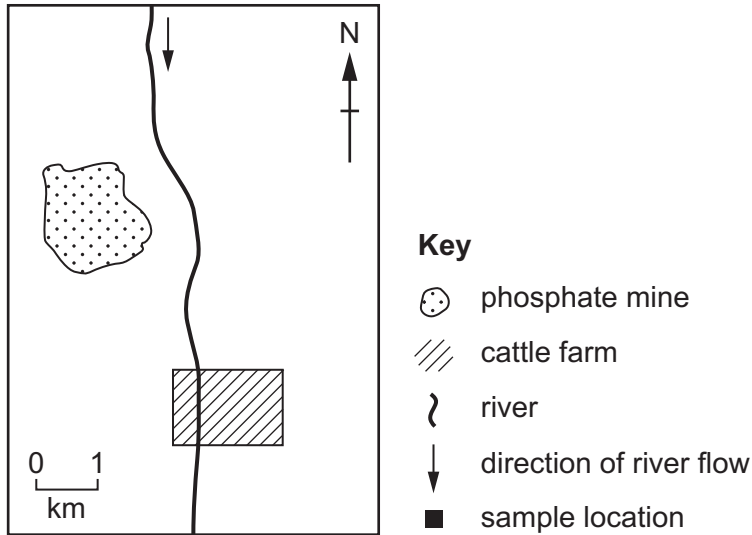 N
0 1
km
Key
phosphate mine
cattle farm
river
direction of river flow
sample location